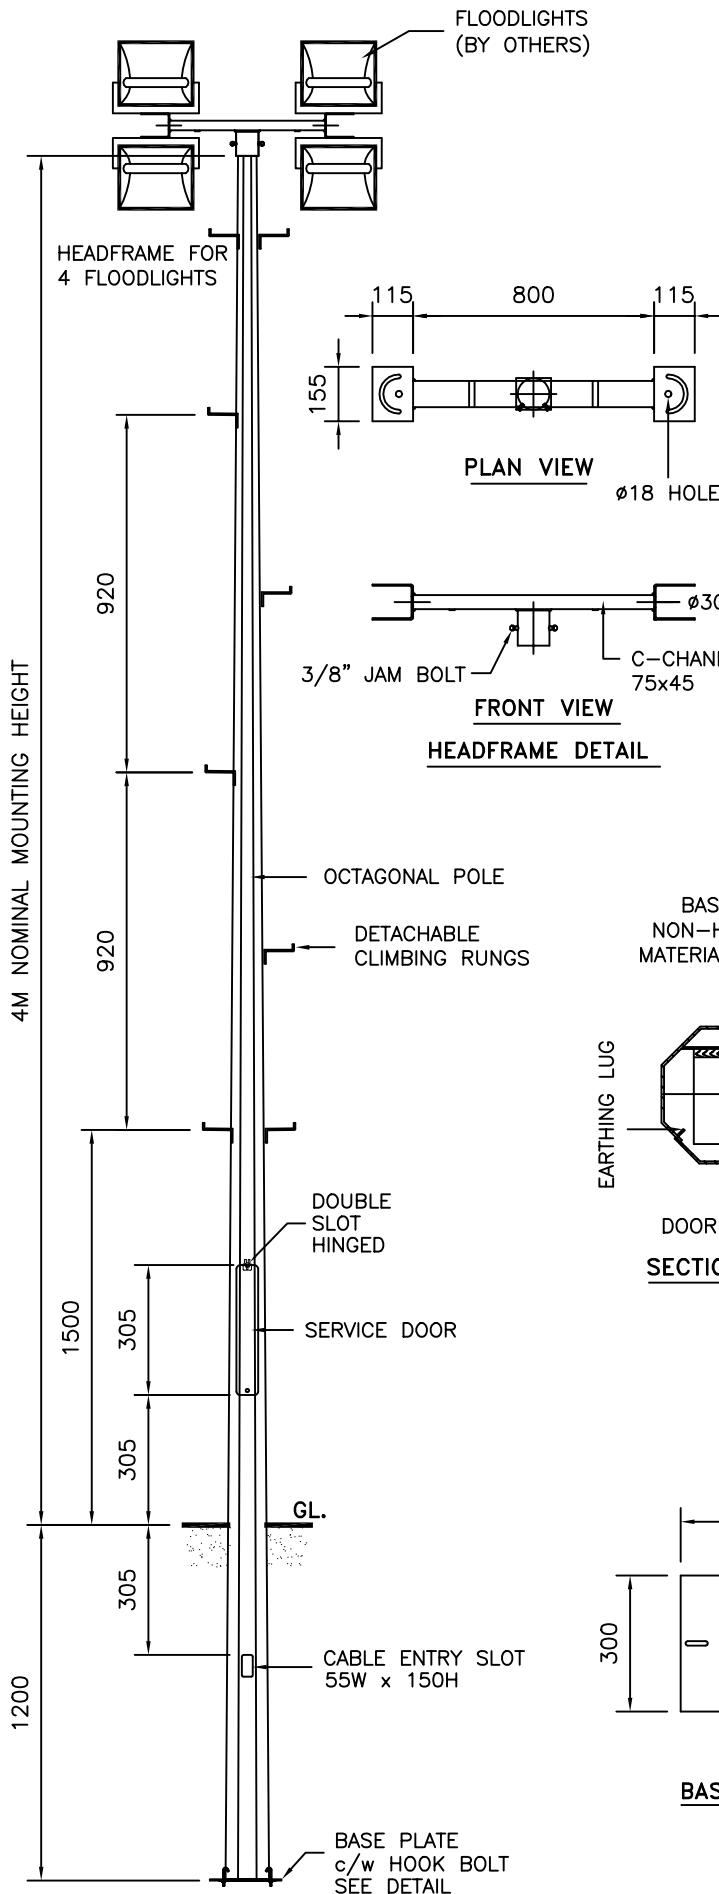 FLOODLIGHTS
(BY OTHERS)
HEADFRAME FOR
4 FLOODLIGHTS
115
800
115
155
PLAN VIEW
ø18 HOLE
920
3/8” JAM BOLT
C-CHAN
75x45
ø30
FRONT VIEW
HEADFRAME DETAIL
4M NOMINAL MOUNTING HEIGHT
OCTAGONAL POLE
920
DETACHABLE
CLIMBING RUNGS
BAS
NON-H
MATERIA
EARTHING LUG
DOUBLE
SLOT
HINGED
DOOR
SECTIO
1500
305
SERVICE DOOR
305
GL.
305
300
CABLE ENTRY SLOT
55W x 150H
1200
BAS
BASE PLATE
c/w HOOK BOLT
SEE DETAIL